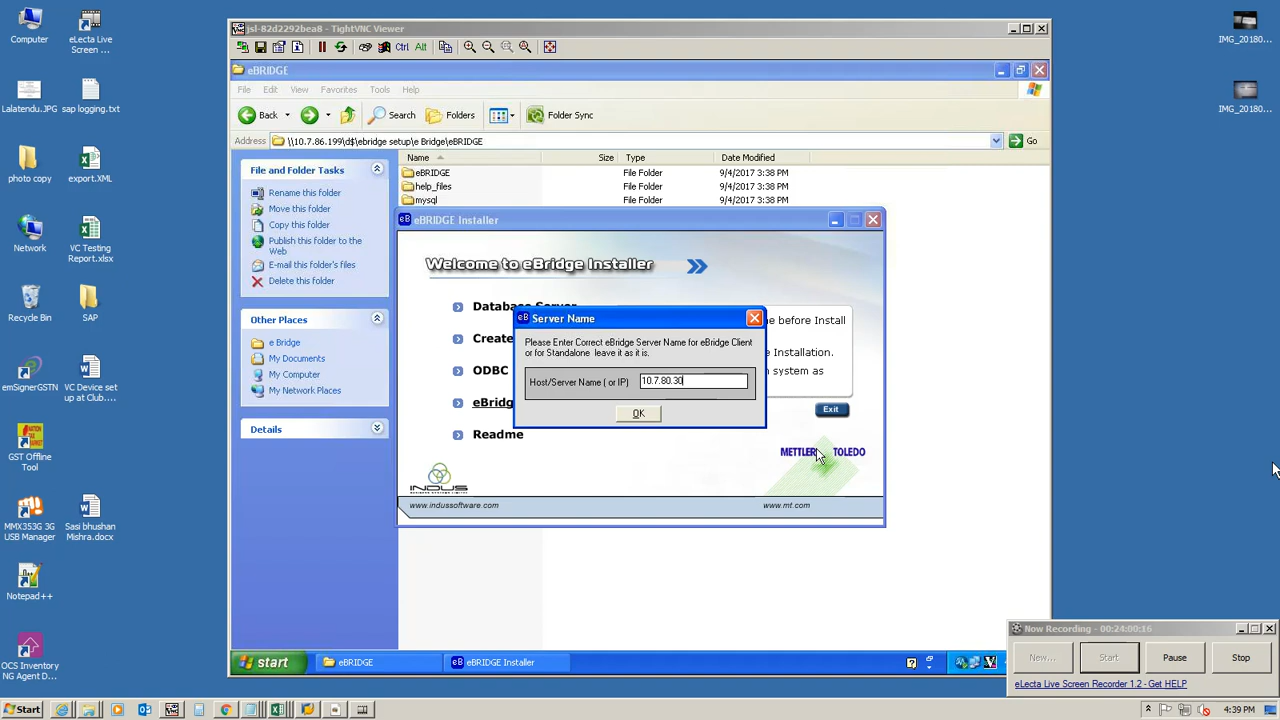 Computer
eLecta Live
Screen ...
Lalatendu.JPG
sap logging.txt
photo copy
export.XML
Network
VC Testing
Report.xlsx
Recycle Bin
SAP
emSignerGSTN
VC Device set
up at Club...
GST Offline
Tool
MMX353G 3G
USB Manager
Sasi bhushan
Mishra.docx
Notepad++
OCS Inventory
NG Agent D...
IMG_20180...
IMG_20180...
jsl-82d2292bea8 - TightVNC Viewer
Ctrl Alt
eBRIDGE
File Edit View Favorites Tools Help
Back Search Folders Folder Sync
Address \\10.7.86.199\d$\ebridge setup\e Bridge\eBRIDGE Go
File and Folder Tasks
Rename this folder
Move this folder
Copy this folder
Publish this folder to the
Web
E-mail this folder's files
Delete this folder
Other Places
e Bridge
My Documents
My Computer
My Network Places
Details
Name Size Type Date Modified
eBRIDGE File Folder 9/4/2017 3:38 PM
help_files File Folder 9/4/2017 3:38 PM
mysql File Folder 9/4/2017 3:38 PM
eB eBRIDGE Installer
Welcome to eBridge Installer
Database Server
Create
ODBC
eBridg
Readme
me before Install
e Installation.
n system as
Exit
eB Server Name
Please Enter Correct eBridge Server Name for eBridge Client
or for Standalone leave it as it is.
Host/Server Name ( or IP) 10.7.80.30
OK
METTLER TOLEDO
INDUS
www.indussoftware.com www.mt.com
start eBRIDGE eB eBRIDGE Installer
Now Recording - 00:24:00:16
New... Start Pause Stop
eLecta Live Screen Recorder 1.2 - Get HELP
Start 4:39 PM